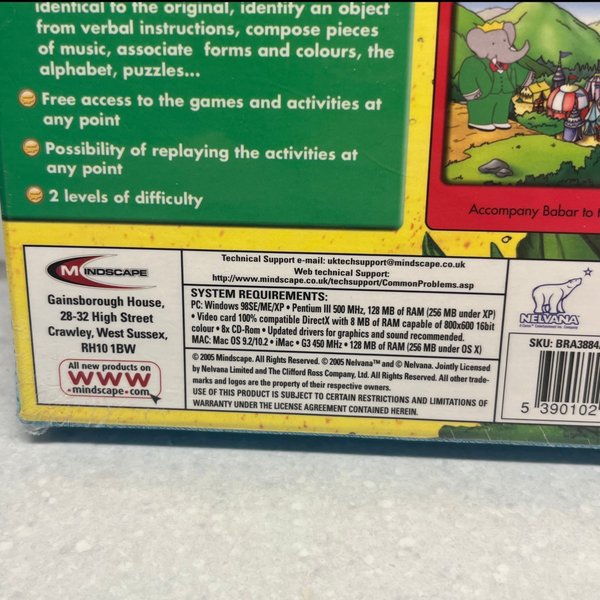 identical to the original, identify an object
from verbal instructions, compose pieces
of music, associate forms and colours, the
alphabet, puzzles...
Free access to the games and activities at
any point
Possibility of replaying the activities at
any point
2 levels of difficulty
Accompany Babar to
MINDSCAPE
Gainsborough House,
28-32 High Street
Crawley, West Sussex,
RH10 1BW
All new products on
www
.mindscape.com
Technical Support e-mail: uktechsupport@mindscape.co.uk
Web technical Support:
http://www.mindscape.co.uk/techsupport/CommonProblems.asp
SYSTEM REQUIREMENTS:
PC: Windows 98SE/ME/XP • Pentium III 500 MHz, 128 MB of RAM (256 MB under XP)
• Video card 100% compatible DirectX with 8 MB of RAM capable of 800x600 16bit
colour • 8x CD-Rom • Updated drivers for graphics and sound recommended.
MAC: Mac OS 9.2/10.2 • iMac • G3 450 MHz • 128 MB of RAM (256 MB under OS X)
© 2005 Mindscape. All Rights Reserved. © 2005 Nelvana™ and © Nelvana. Jointly Licensed
by Nelvana Limited and The Clifford Ross Company, Ltd. All Rights Reserved. All other trade-
marks and logos are the property of their respective owners.
USE OF THIS PRODUCT IS SUBJECT TO CERTAIN RESTRICTIONS AND LIMITATIONS OF
WARRANTY UNDER THE LICENSE AGREEMENT CONTAINED HEREIN.
NELVANA
SKU: BRA3884
5 390102